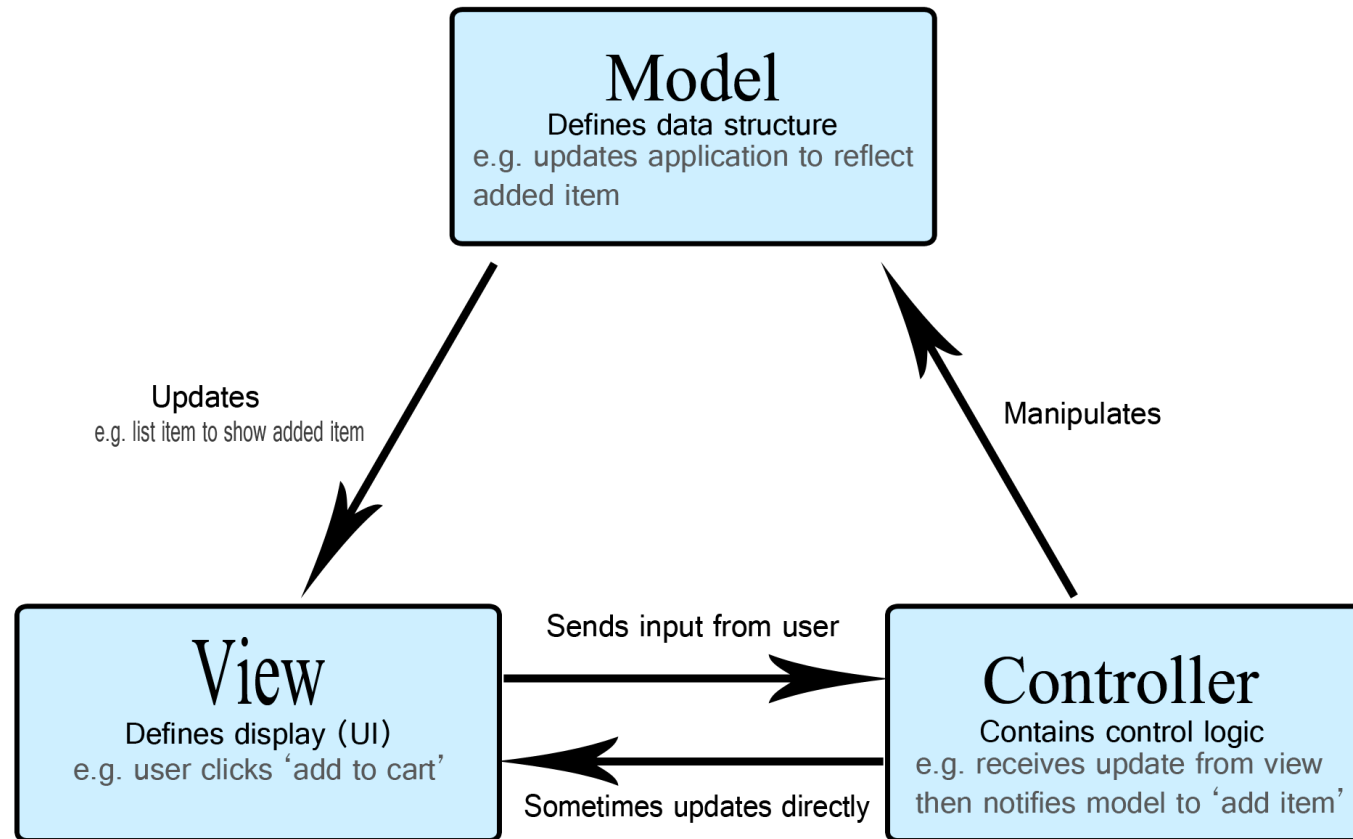 Model
Defines data structure
e.g. updates application to reflect
added item
Updates
e.g. list item to show added item
Manipulates
View
Defines display (UI)
e.g. user clicks ‘add to cart’
Sends input from user
Sometimes updates directly
Controller
Contains control logic
e.g. receives update from view
then notifies model to ‘add item’